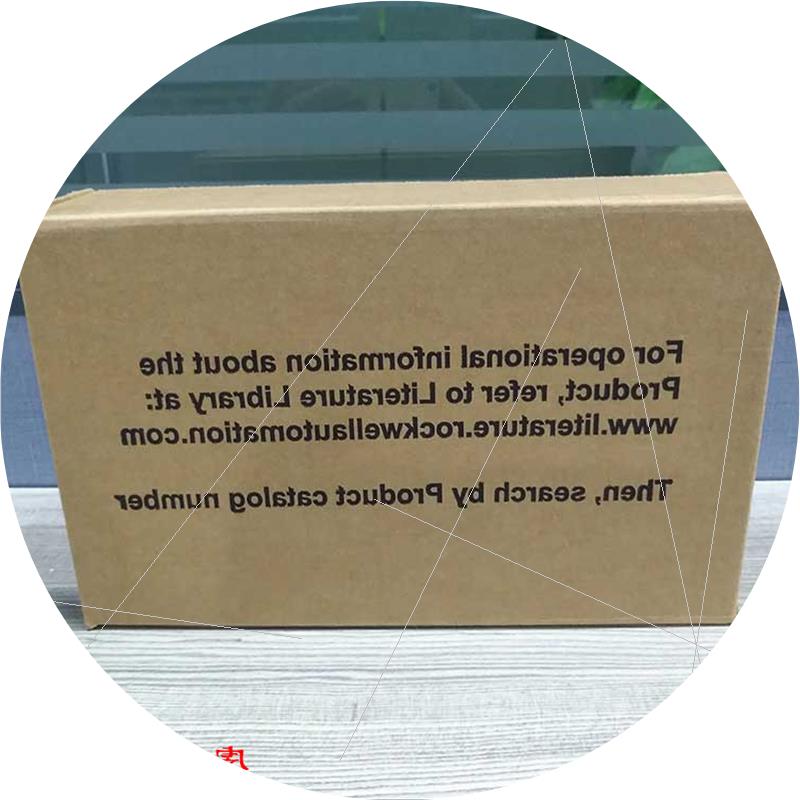 For operational information about the
Product, refer to Literature Library at:
www.literature.rockwellautomation.com
Then, search by Product catalog number